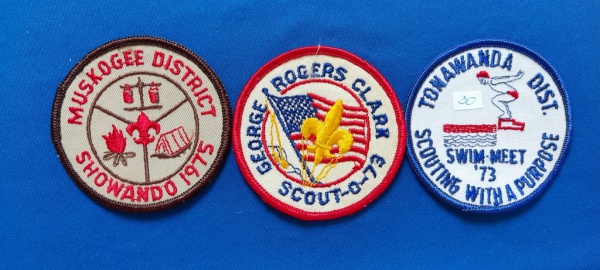 MUSKOGEE DISTRICT
SHOWANDO 1975
GEORGE ROGERS CLARK
SCOUT-O-73
TONAWANDA DIST.
30
SWIM-MEET
'73
SCOUTING WITH A PURPOSE